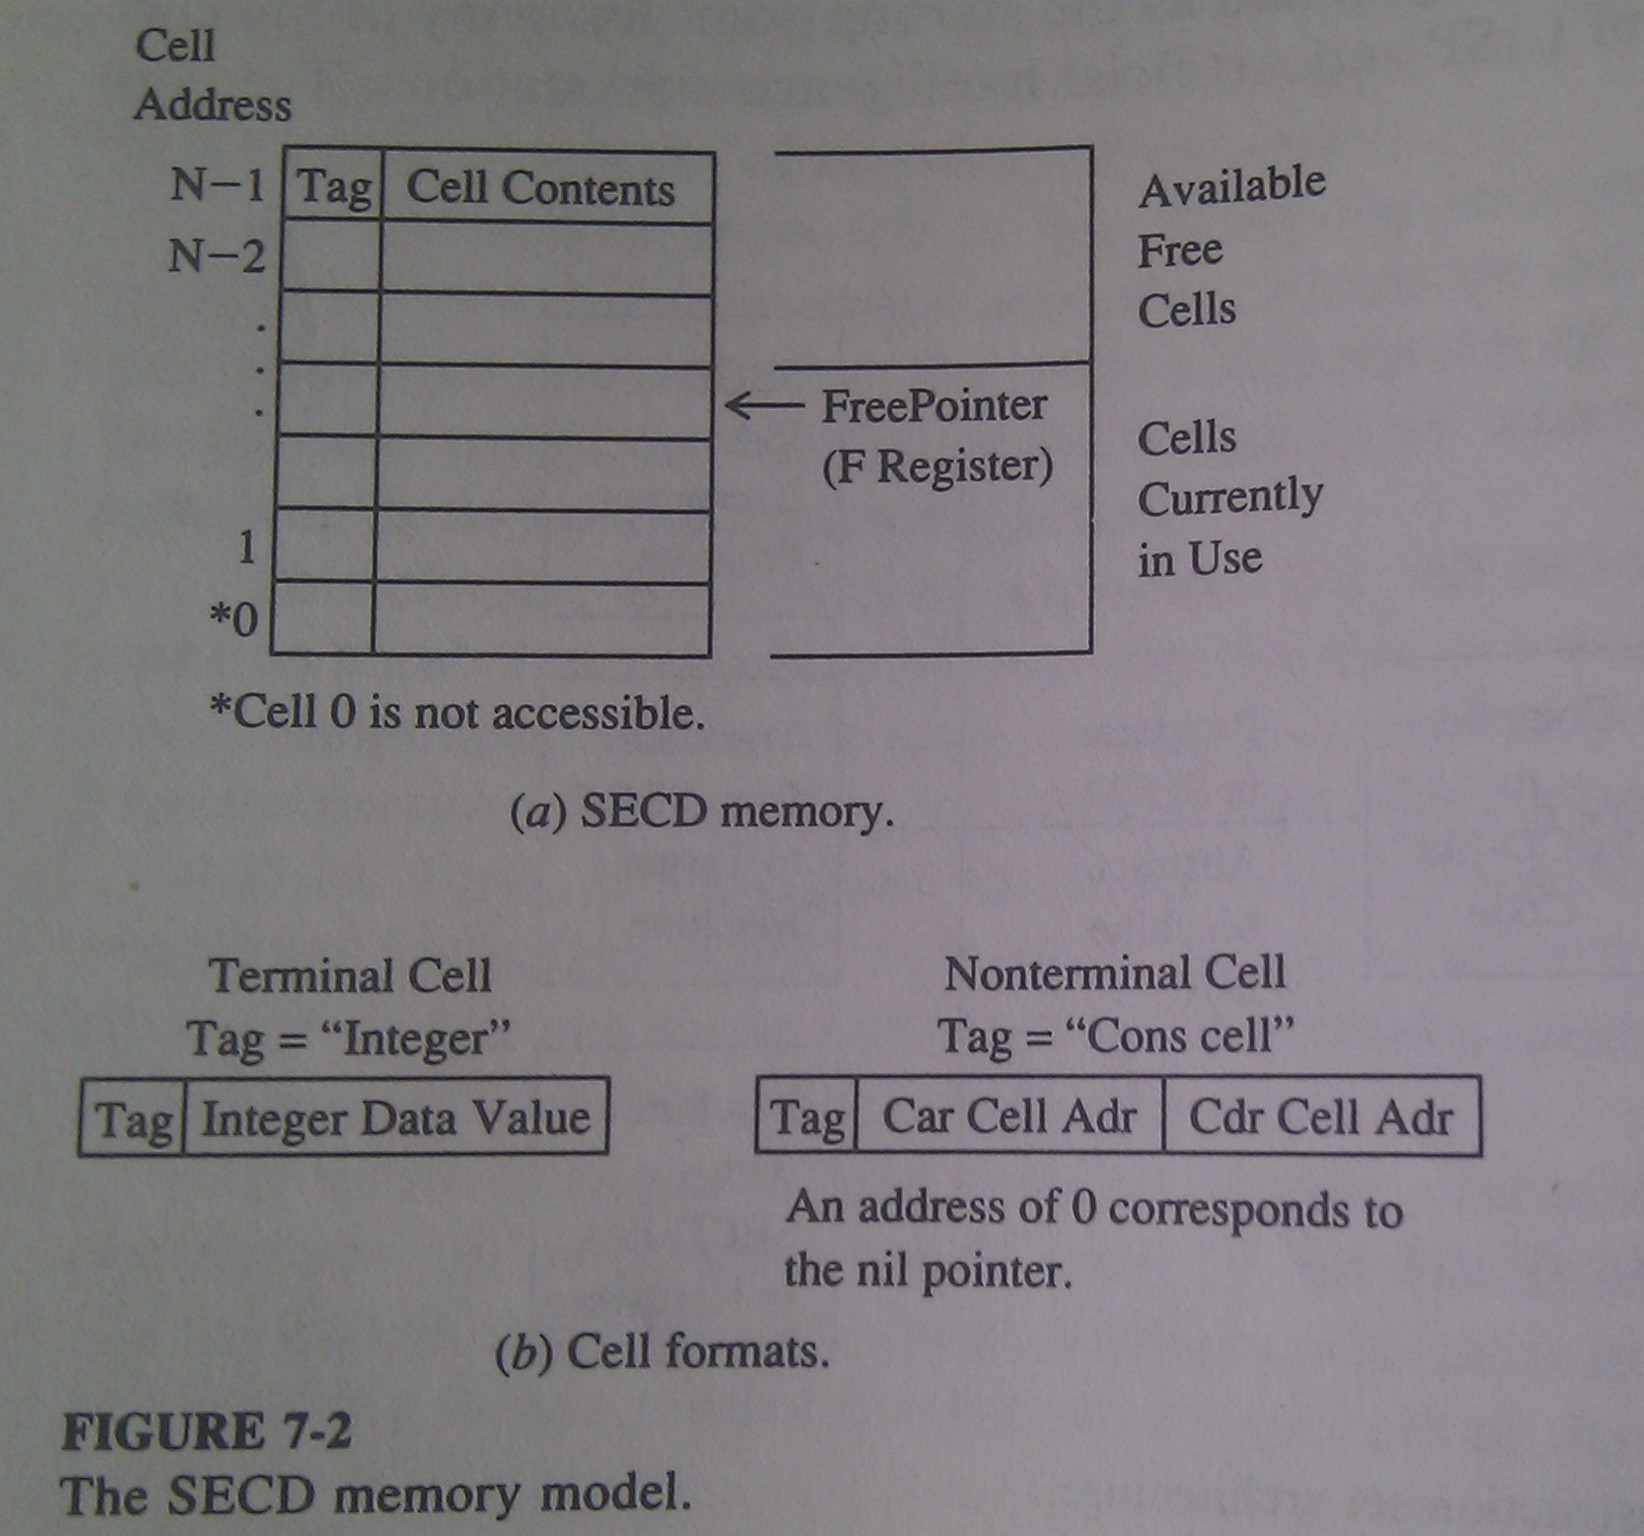 Cell
Address
N−1 Tag Cell Contents
N−2
.
.
.
1
*0
Available
Free
Cells
← FreePointer
(F Register)
Cells
Currently
in Use
*Cell 0 is not accessible.
(a) SECD memory.
Terminal Cell
Tag = “Integer”
Tag Integer Data Value
Nonterminal Cell
Tag = “Cons cell”
Tag Car Cell Adr Cdr Cell Adr
An address of 0 corresponds to
the nil pointer.
(b) Cell formats.
FIGURE 7-2
The SECD memory model.